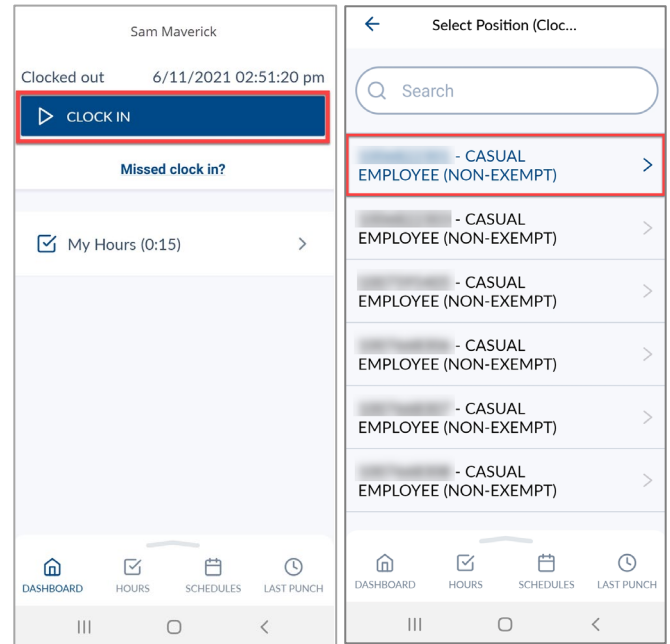 Sam Maverick
Clocked out 6/11/2021 02:51:20 pm
CLOCK IN
Missed clock in?
My Hours (0:15)
DASHBOARD HOURS SCHEDULES LAST PUNCH
Select Position (Cloc...
Search
- CASUAL
EMPLOYEE (NON-EXEMPT)
- CASUAL
EMPLOYEE (NON-EXEMPT)
- CASUAL
EMPLOYEE (NON-EXEMPT)
- CASUAL
EMPLOYEE (NON-EXEMPT)
- CASUAL
EMPLOYEE (NON-EXEMPT)
- CASUAL
EMPLOYEE (NON-EXEMPT)
DASHBOARD HOURS SCHEDULES LAST PUNCH